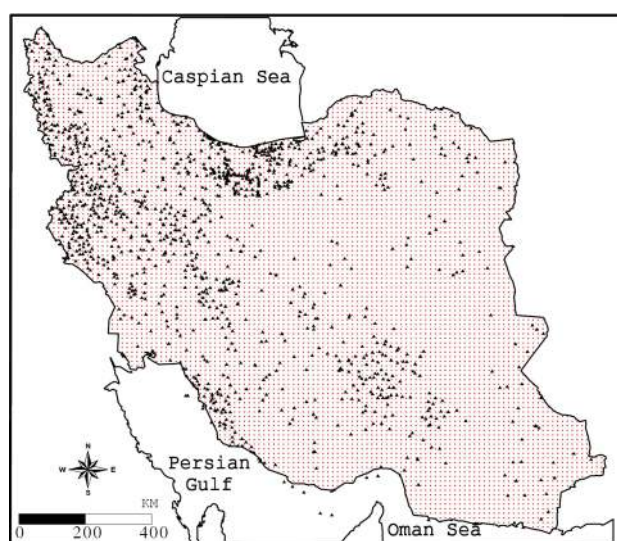 Caspian Sea
N
W E
S
Persian
Gulf
KM
0 200 400
Oman Sea